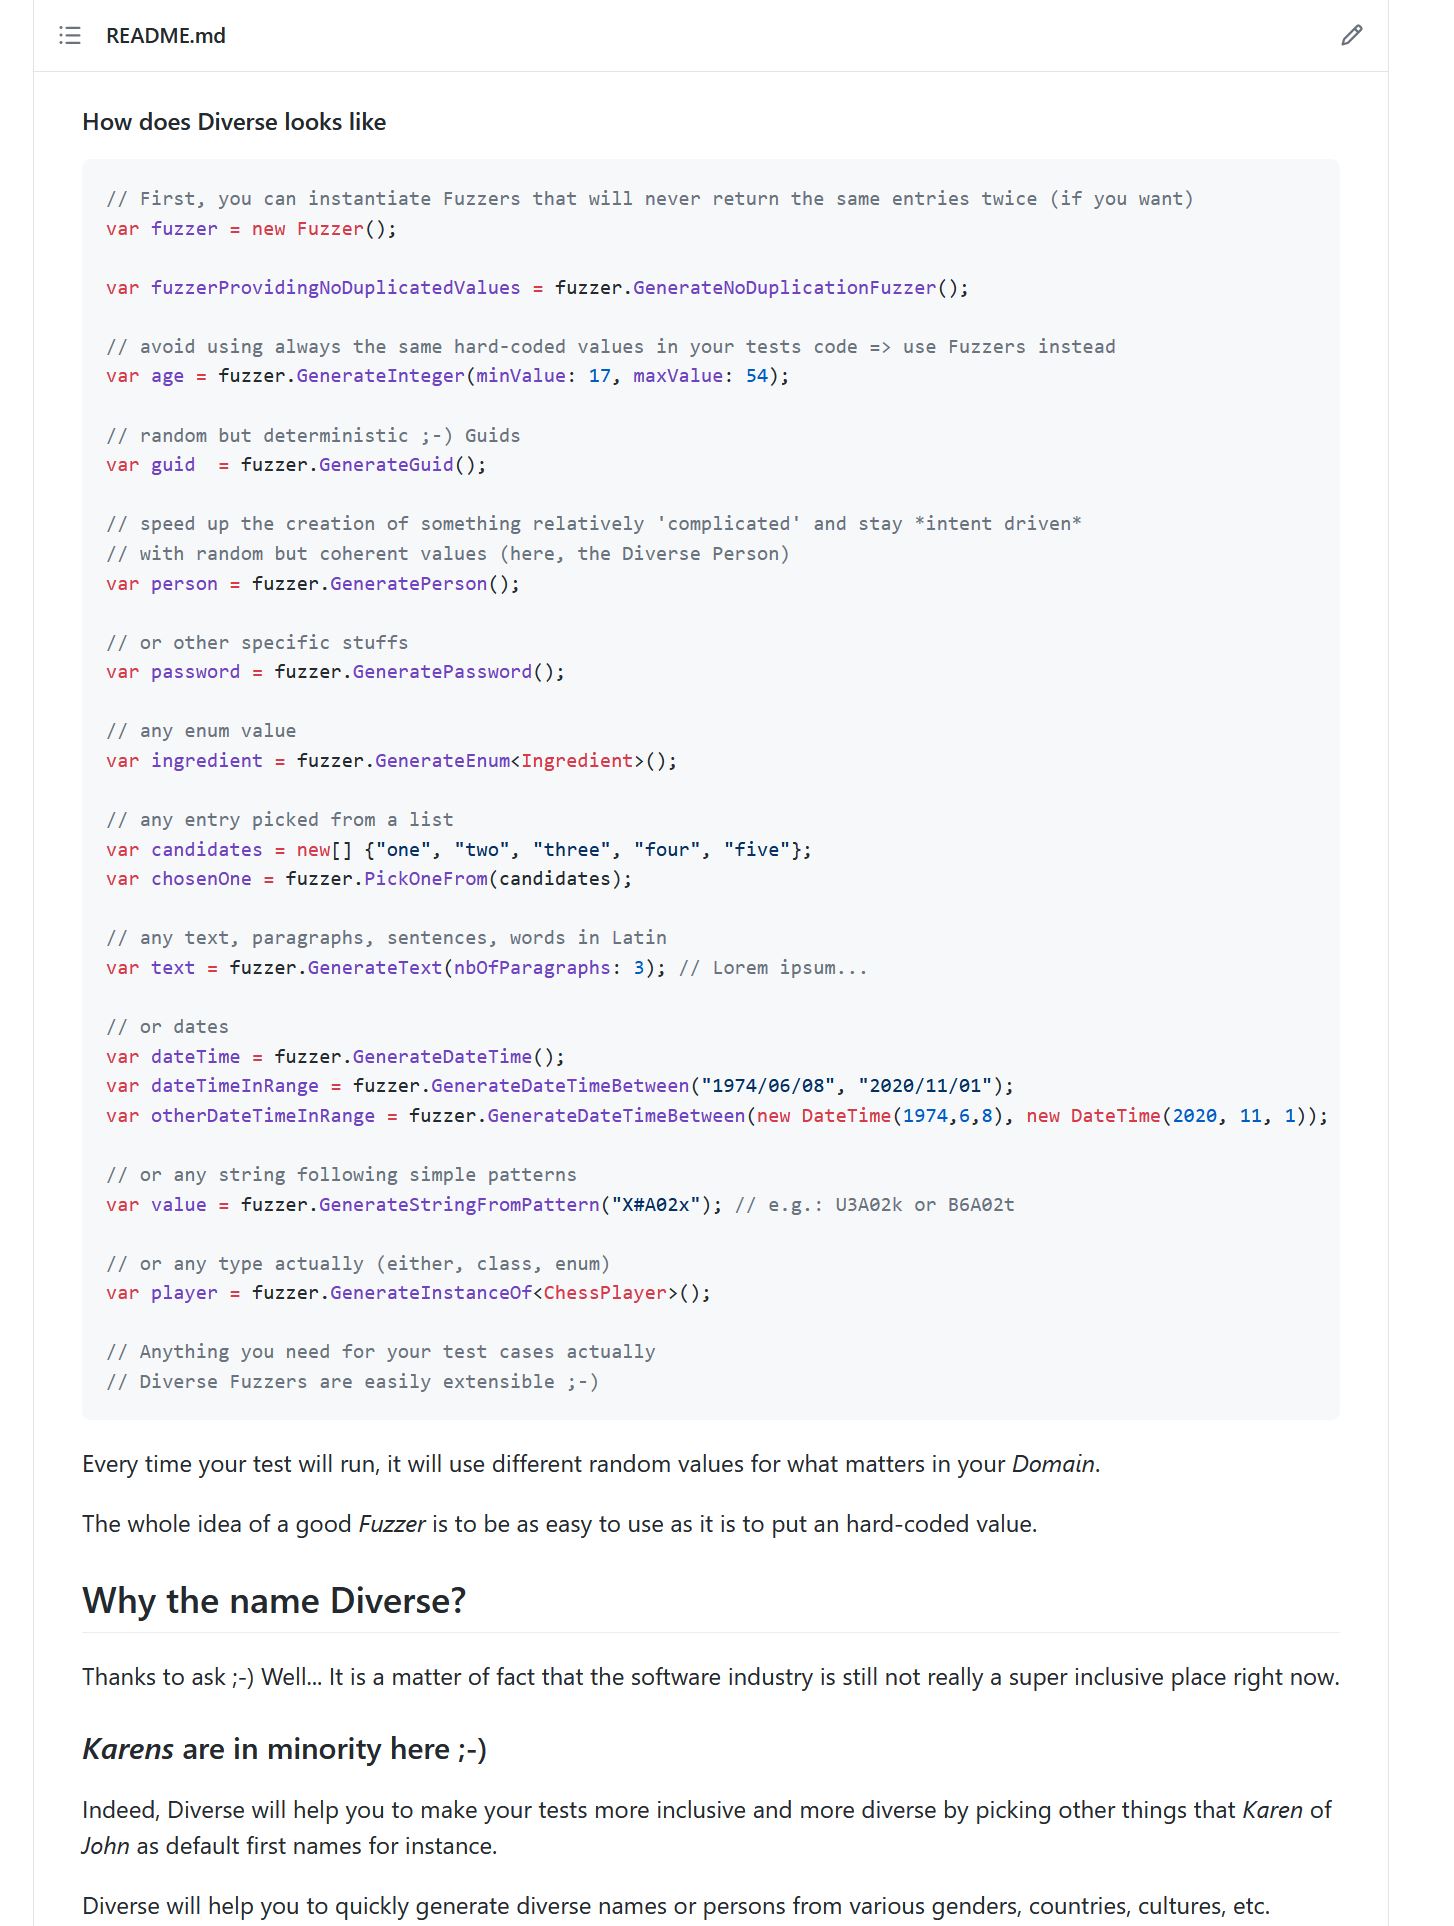 README.md
How does Diverse looks like
// First, you can instantiate Fuzzers that will never return the same entries twice (if you want)
var fuzzer = new Fuzzer();
var fuzzerProvidingNoDuplicatedValues = fuzzer.GenerateNoDuplicationFuzzer();
// avoid using always the same hard-coded values in your tests code => use Fuzzers instead
var age = fuzzer.GenerateInteger(minValue: 17, maxValue: 54);
// random but deterministic ;-) Guids
var guid  = fuzzer.GenerateGuid();
// speed up the creation of something relatively 'complicated' and stay *intent driven*
// with random but coherent values (here, the Diverse Person)
var person = fuzzer.GeneratePerson();
// or other specific stuffs
var password = fuzzer.GeneratePassword();
// any enum value
var ingredient = fuzzer.GenerateEnum<Ingredient>();
// any entry picked from a list
var candidates = new[] {"one", "two", "three", "four", "five"};
var chosenOne = fuzzer.PickOneFrom(candidates);
// any text, paragraphs, sentences, words in Latin
var text = fuzzer.GenerateText(nbOfParagraphs: 3); // Lorem ipsum...
// or dates
var dateTime = fuzzer.GenerateDateTime();
var dateTimeInRange = fuzzer.GenerateDateTimeBetween("1974/06/08", "2020/11/01");
var otherDateTimeInRange = fuzzer.GenerateDateTimeBetween(new DateTime(1974,6,8), new DateTime(2020, 11, 1));
// or any string following simple patterns
var value = fuzzer.GenerateStringFromPattern("X#A02x"); // e.g.: U3A02k or B6A02t
// or any type actually (either, class, enum)
var player = fuzzer.GenerateInstanceOf<ChessPlayer>();
// Anything you need for your test cases actually
// Diverse Fuzzers are easily extensible ;-)
Every time your test will run, it will use different random values for what matters in your Domain.
The whole idea of a good Fuzzer is to be as easy to use as it is to put an hard-coded value.
Why the name Diverse?
Thanks to ask ;-) Well... It is a matter of fact that the software industry is still not really a super inclusive place right now.
Karens are in minority here ;-)
Indeed, Diverse will help you to make your tests more inclusive and more diverse by picking other things that Karen of
John as default first names for instance.
Diverse will help you to quickly generate diverse names or persons from various genders, countries, cultures, etc.